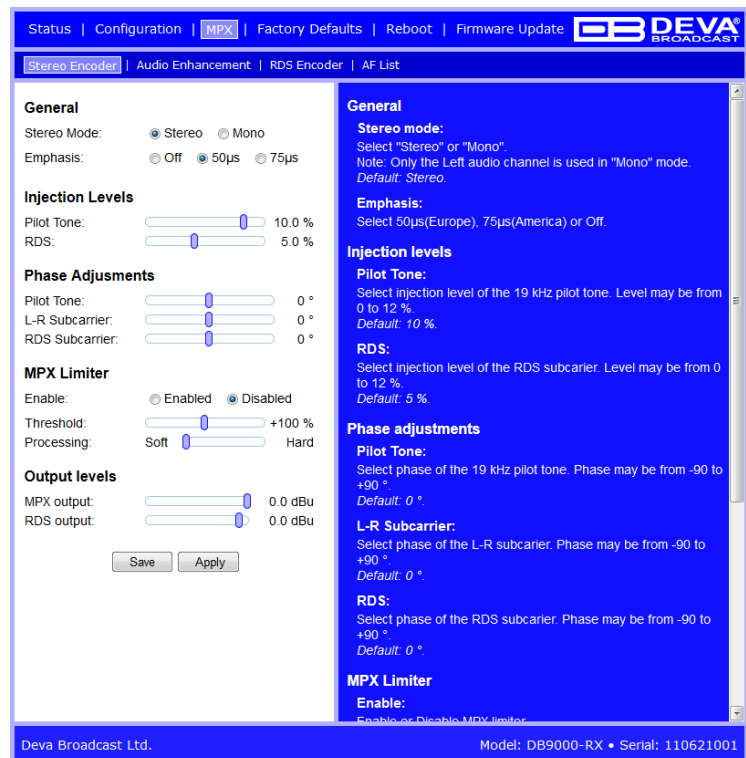 Status | Configuration | MPX | Factory Defaults | Reboot | Firmware Update
DB DEVA®
BROADCAST
Stereo Encoder | Audio Enhancement | RDS Encoder | AF List
General
Stereo Mode: Stereo Mono
Emphasis: Off 50µs 75µs
Injection Levels
Pilot Tone: 10.0 %
RDS: 5.0 %
Phase Adjusments
Pilot Tone: 0 °
L-R Subcarrier: 0 °
RDS Subcarrier: 0 °
MPX Limiter
Enable: Enabled Disabled
Threshold: +100 %
Processing: Soft Hard
Output levels
MPX output: 0.0 dBu
RDS output: 0.0 dBu
Save Apply
General
Stereo mode:
Select "Stereo" or "Mono".
Note: Only the Left audio channel is used in "Mono" mode.
Default: Stereo.
Emphasis:
Select 50µs(Europe), 75µs(America) or Off.
Injection levels
Pilot Tone:
Select injection level of the 19 kHz pilot tone. Level may be from
0 to 12 %.
Default: 10 %.
RDS:
Select injection level of the RDS subcarier. Level may be from 0
to 12 %.
Default: 5 %.
Phase adjustments
Pilot Tone:
Select phase of the 19 kHz pilot tone. Phase may be from -90 to
+90 °.
Default: 0 °.
L-R Subcarrier:
Select phase of the L-R subcarier. Phase may be from -90 to
+90 °.
Default: 0 °.
RDS:
Select phase of the RDS subcarier. Phase may be from -90 to
+90 °.
Default: 0 °.
MPX Limiter
Enable:
Enable or Disable MPX limiter
Deva Broadcast Ltd.
Model: DB9000-RX • Serial: 110621001